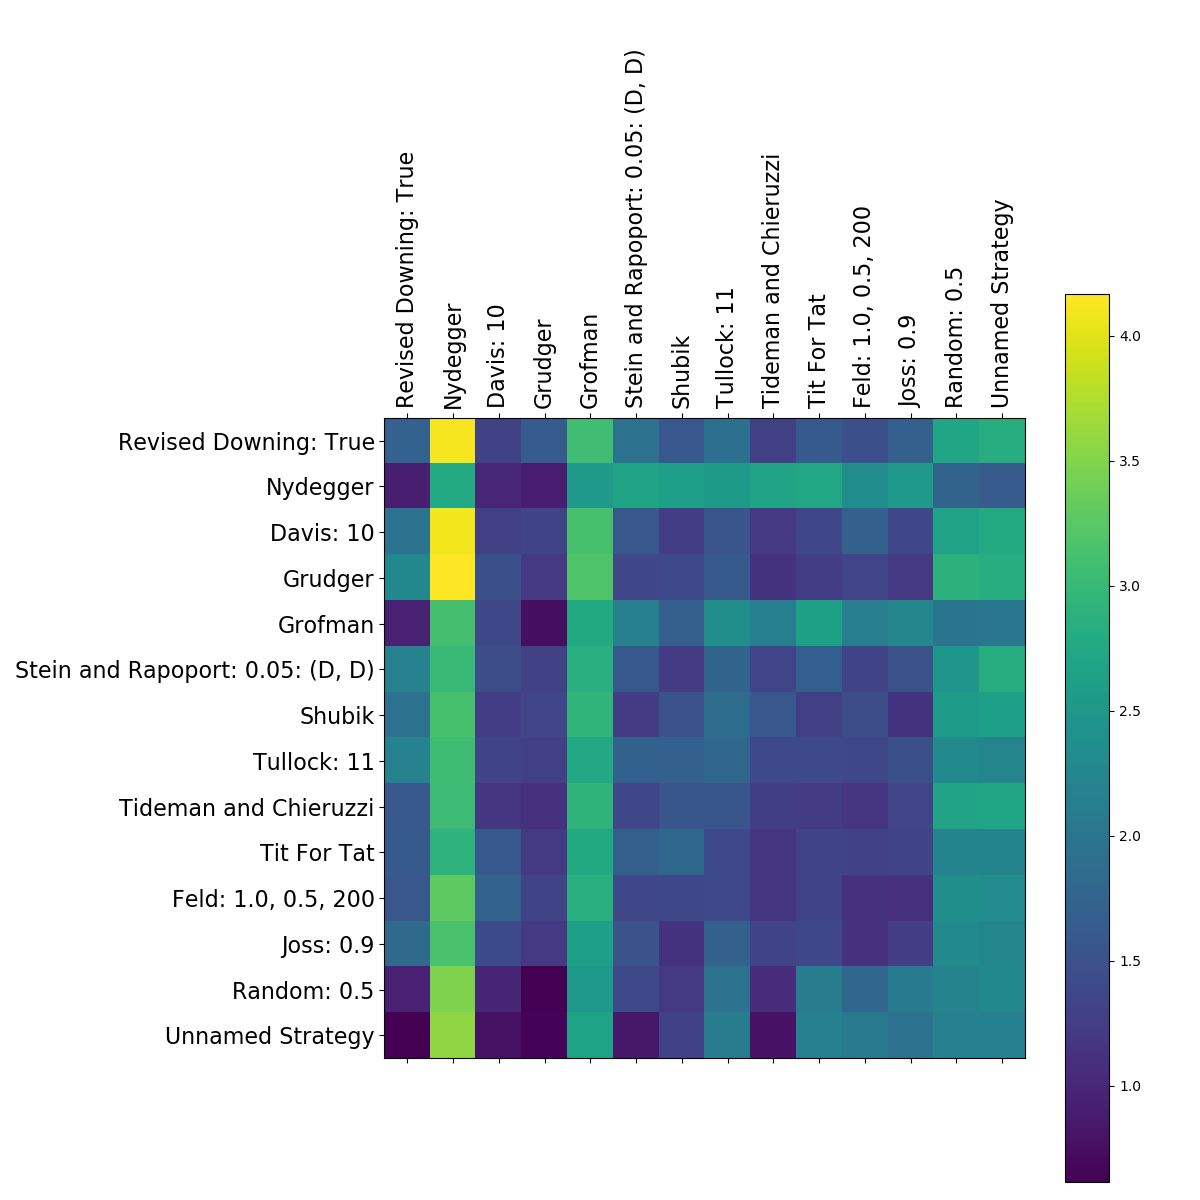 Revised Downing: True
Nydegger
Davis: 10
Grudger
Grofman
Stein and Rapoport: 0.05: (D, D)
Shubik
Tullock: 11
Tideman and Chieruzzi
Tit For Tat
Feld: 1.0, 0.5, 200
Joss: 0.9
Random: 0.5
Unnamed Strategy
Revised Downing: True
Nydegger
Davis: 10
Grudger
Grofman
Stein and Rapoport: 0.05: (D, D)
Shubik
Tullock: 11
Tideman and Chieruzzi
Tit For Tat
Feld: 1.0, 0.5, 200
Joss: 0.9
Random: 0.5
Unnamed Strategy
4.0
3.5
3.0
2.5
2.0
1.5
1.0